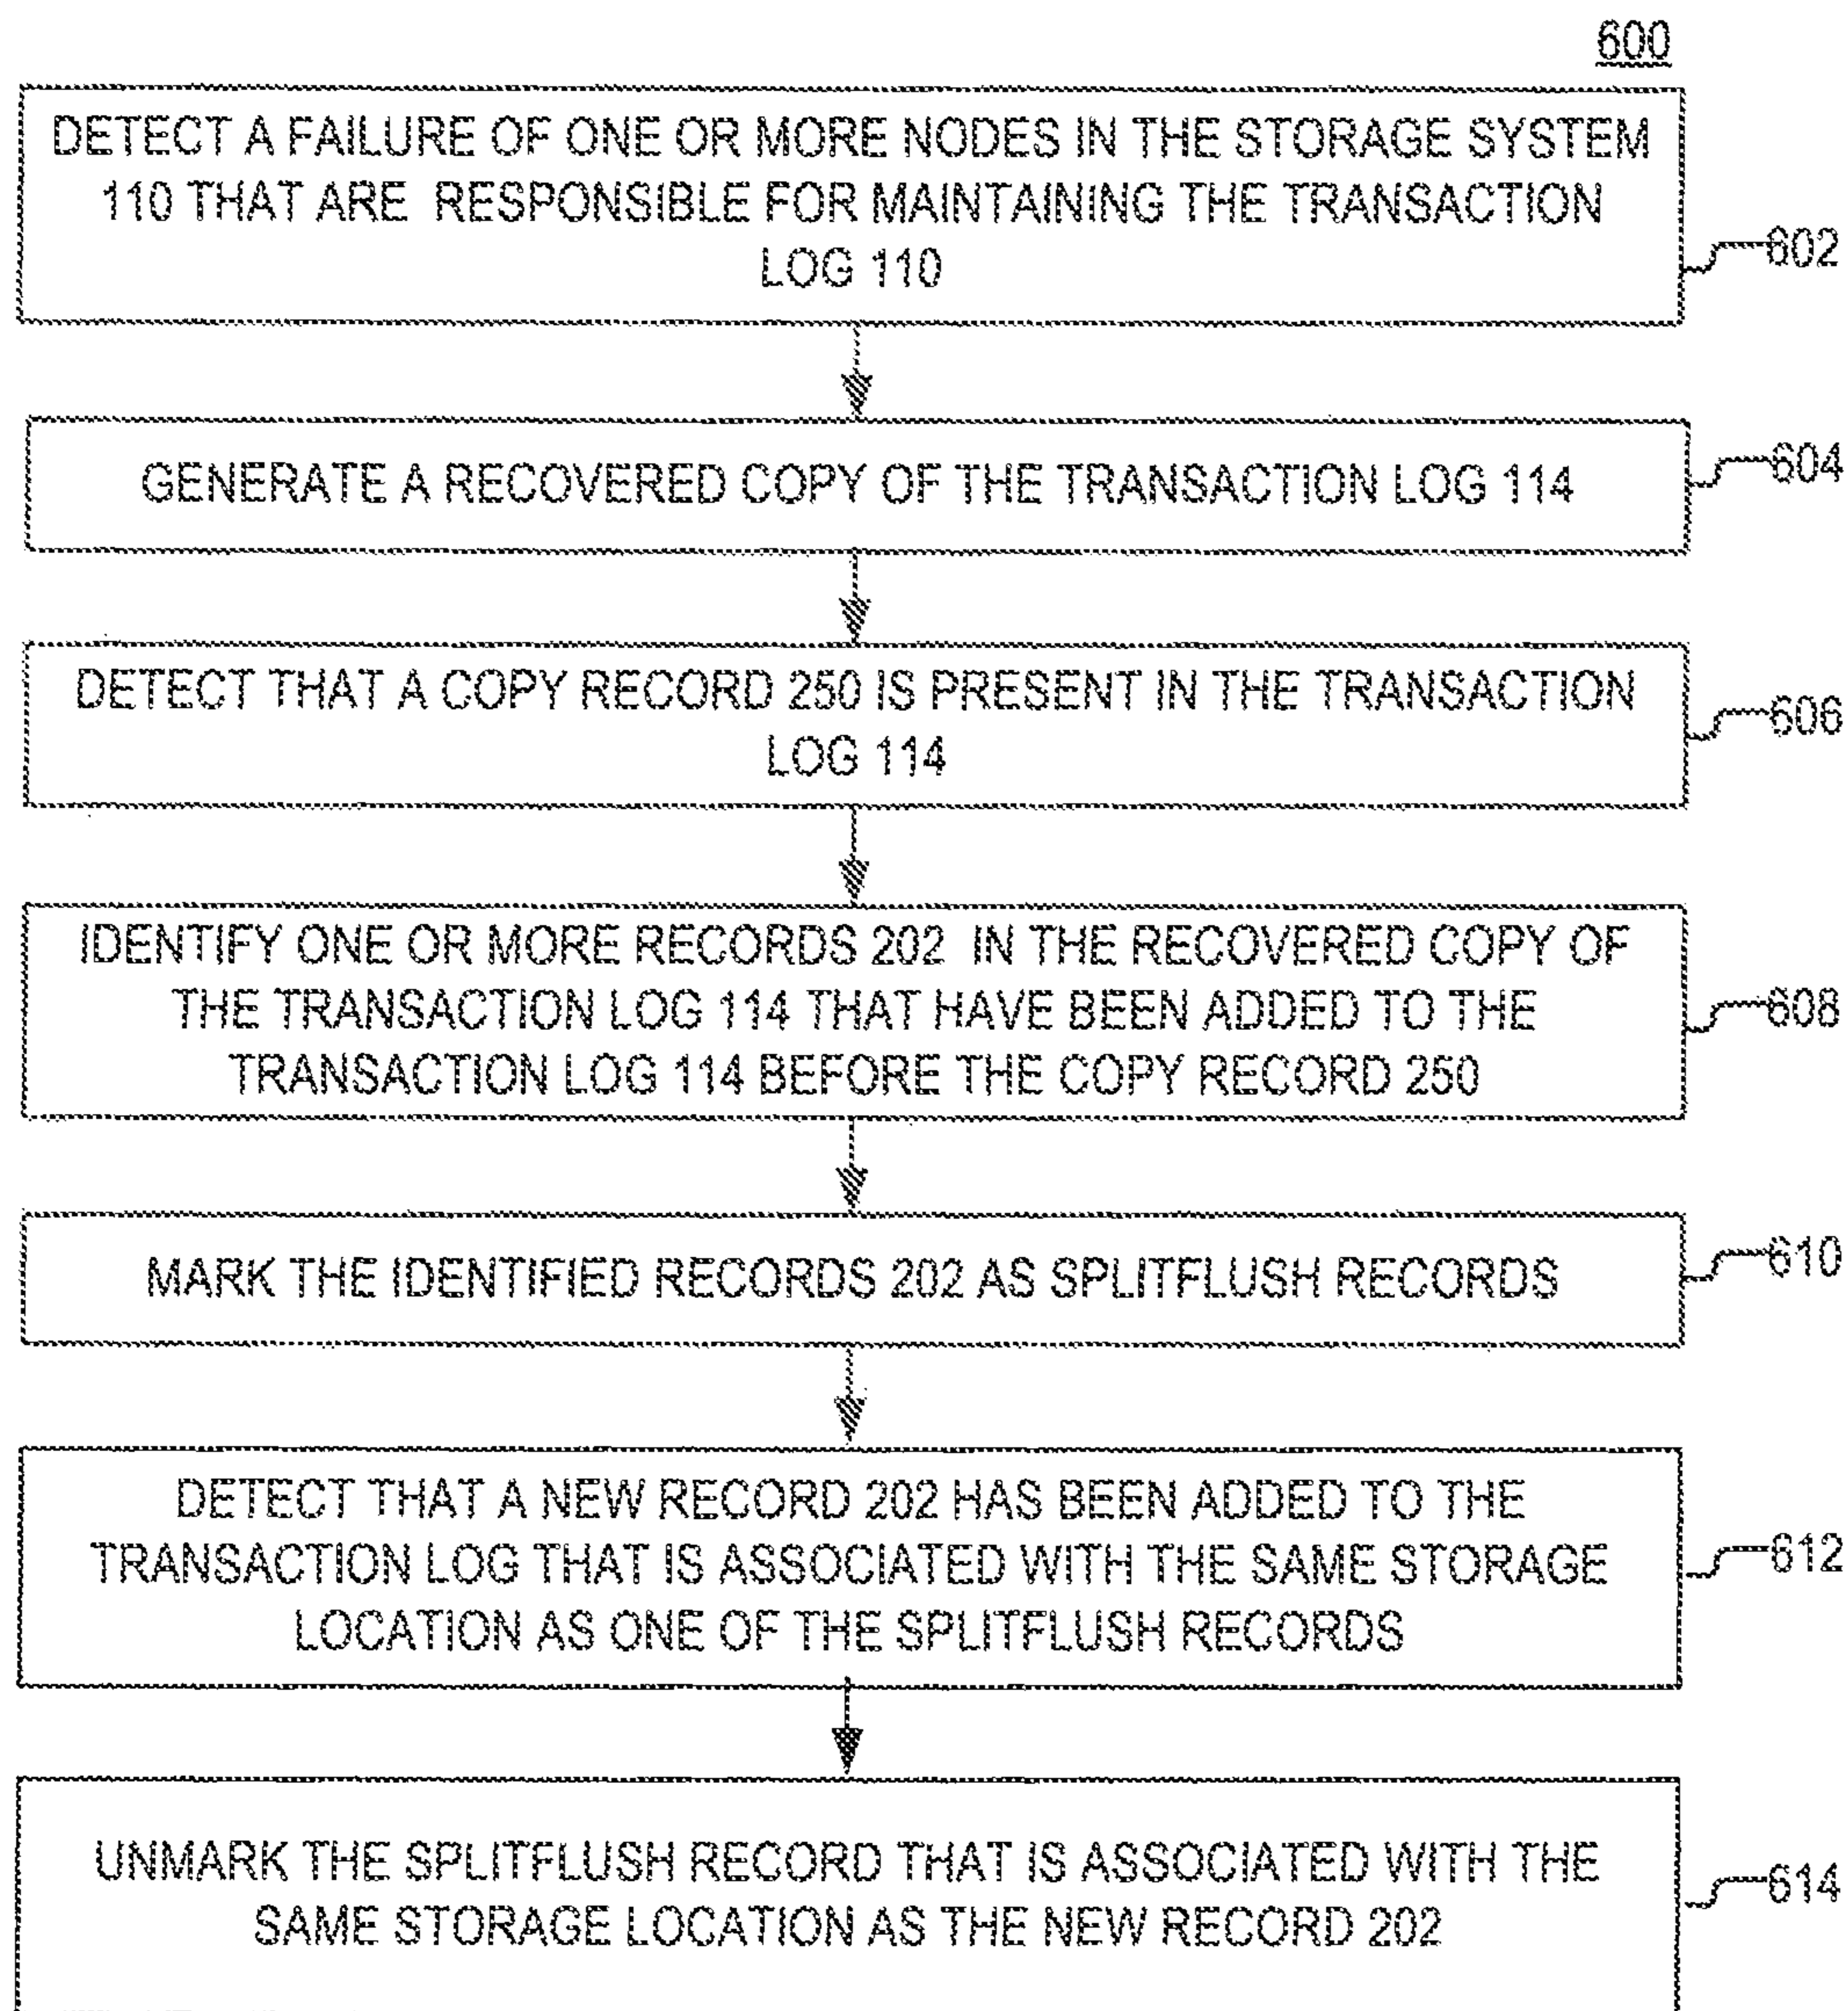 600
DETECT A FAILURE OF ONE OR MORE NODES IN THE STORAGE SYSTEM
110 THAT ARE RESPONSIBLE FOR MAINTAINING THE TRANSACTION
LOG 110
602
GENERATE A RECOVERED COPY OF THE TRANSACTION LOG 114
604
DETECT THAT A COPY RECORD 250 IS PRESENT IN THE TRANSACTION
LOG 114
606
IDENTIFY ONE OR MORE RECORDS 202 IN THE RECOVERED COPY OF
THE TRANSACTION LOG 114 THAT HAVE BEEN ADDED TO THE
TRANSACTION LOG 114 BEFORE THE COPY RECORD 250
608
MARK THE IDENTIFIED RECORDS 202 AS SPLITFLUSH RECORDS
610
DETECT THAT A NEW RECORD 202 HAS BEEN ADDED TO THE
TRANSACTION LOG THAT IS ASSOCIATED WITH THE SAME STORAGE
LOCATION AS ONE OF THE SPLITFLUSH RECORDS
612
UNMARK THE SPLITFLUSH RECORD THAT IS ASSOCIATED WITH THE
SAME STORAGE LOCATION AS THE NEW RECORD 202
614